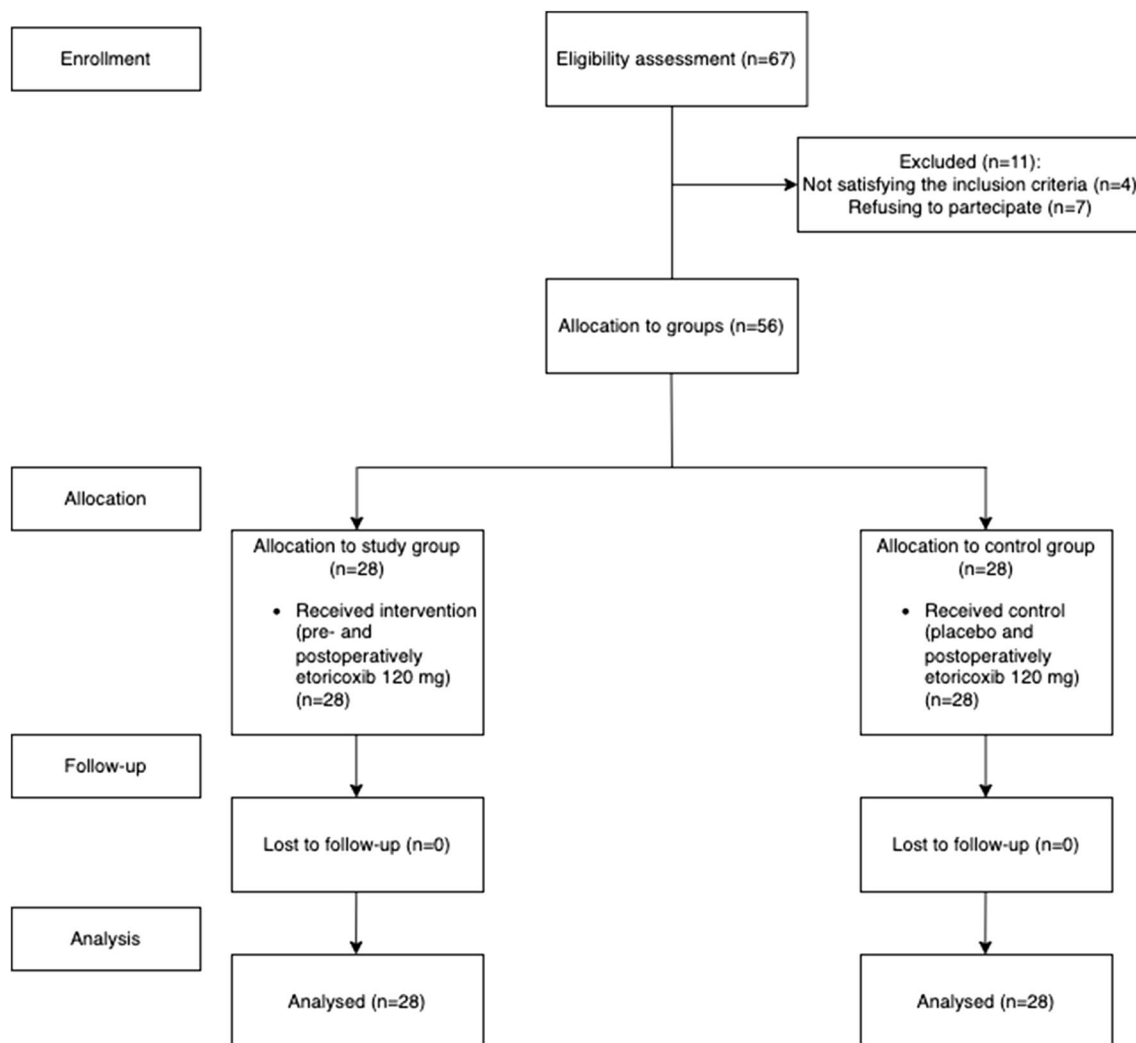 Enrollment
Eligibility assessment (n=67)
Excluded (n=11):
Not satisfying the inclusion criteria (n=4)
Refusing to partecipate (n=7)
Allocation to groups (n=56)
Allocation
Allocation to study group
(n=28)
• Received intervention
(pre- and
postoperatively
etoricoxib 120 mg)
(n=28)
Allocation to control group
(n=28)
• Received control
(placebo and
postoperatively
etoricoxib 120 mg)
(n=28)
Follow-up
Lost to follow-up (n=0)
Lost to follow-up (n=0)
Analysis
Analysed (n=28)
Analysed (n=28)